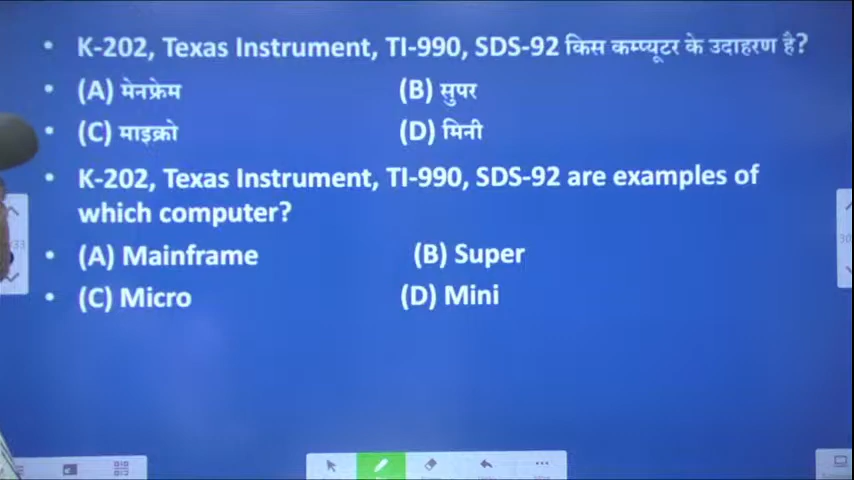 • K-202, Texas Instrument, TI-990, SDS-92 किस कम्प्यूटर के उदाहरण है?
• (A) मेनफ्रेम (B) सुपर
• (C) माइक्रो (D) मिनी
• K-202, Texas Instrument, TI-990, SDS-92 are examples of
which computer?
• (A) Mainframe (B) Super
• (C) Micro (D) Mini